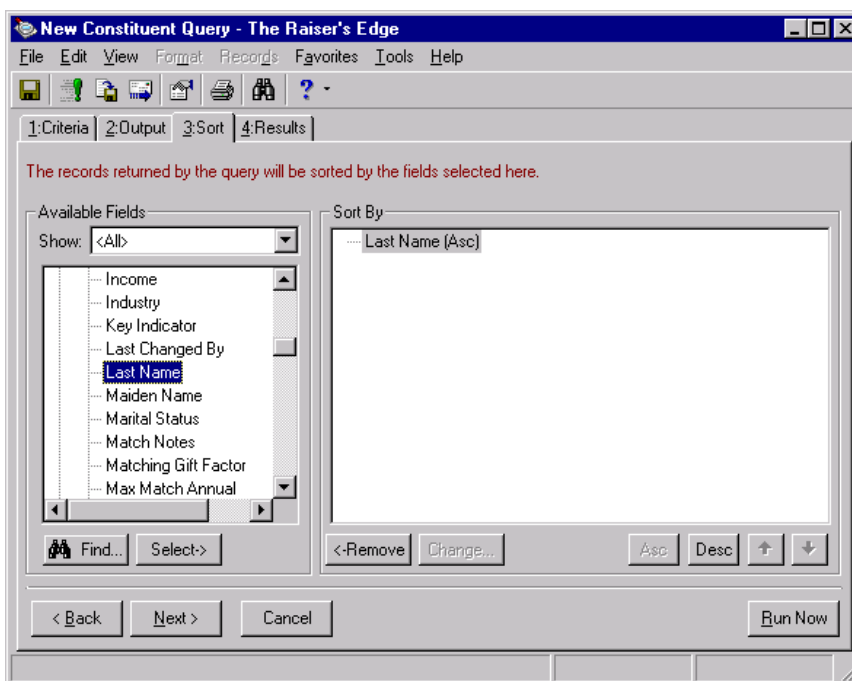 New Constituent Query - The Raiser's Edge
File Edit View Format Records Favorites Tools Help
1:Criteria 2:Output 3:Sort 4:Results
The records returned by the query will be sorted by the fields selected here.
Available Fields
Show: <All>
Income
Industry
Key Indicator
Last Changed By
Last Name
Maiden Name
Marital Status
Match Notes
Matching Gift Factor
Max Match Annual
Find... Select->
Sort By
Last Name (Asc)
<-Remove Change... Asc Desc
< Back Next > Cancel Run Now